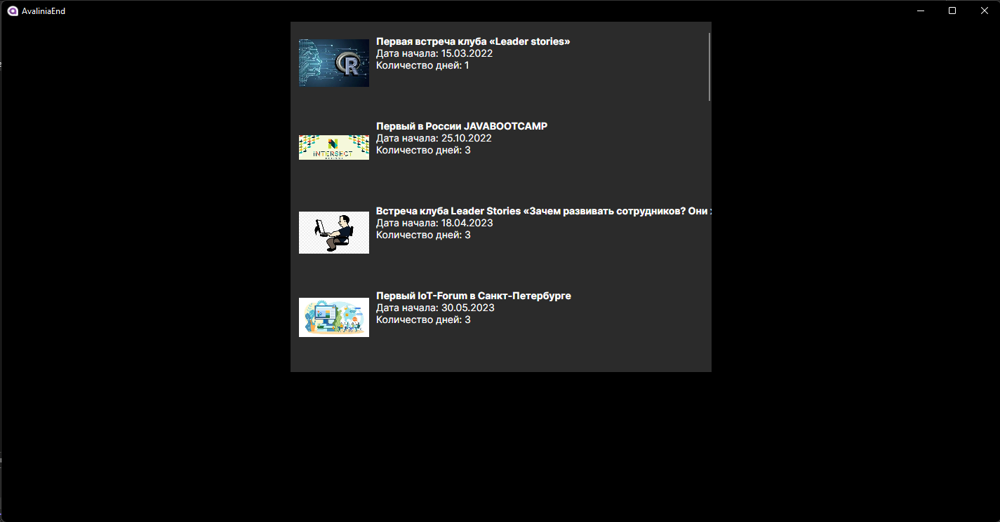 AvaliniaEnd
Первая встреча клуба «Leader stories»
Дата начала: 15.03.2022
Количество дней: 1
R
Первый в России JAVABOOTCAMP
Дата начала: 25.10.2022
Количество дней: 3
INTERSECT
Встреча клуба Leader Stories «Зачем развивать сотрудников? Они
Дата начала: 18.04.2023
Количество дней: 3
Первый IoT-Forum в Санкт-Петербурге
Дата начала: 30.05.2023
Количество дней: 3